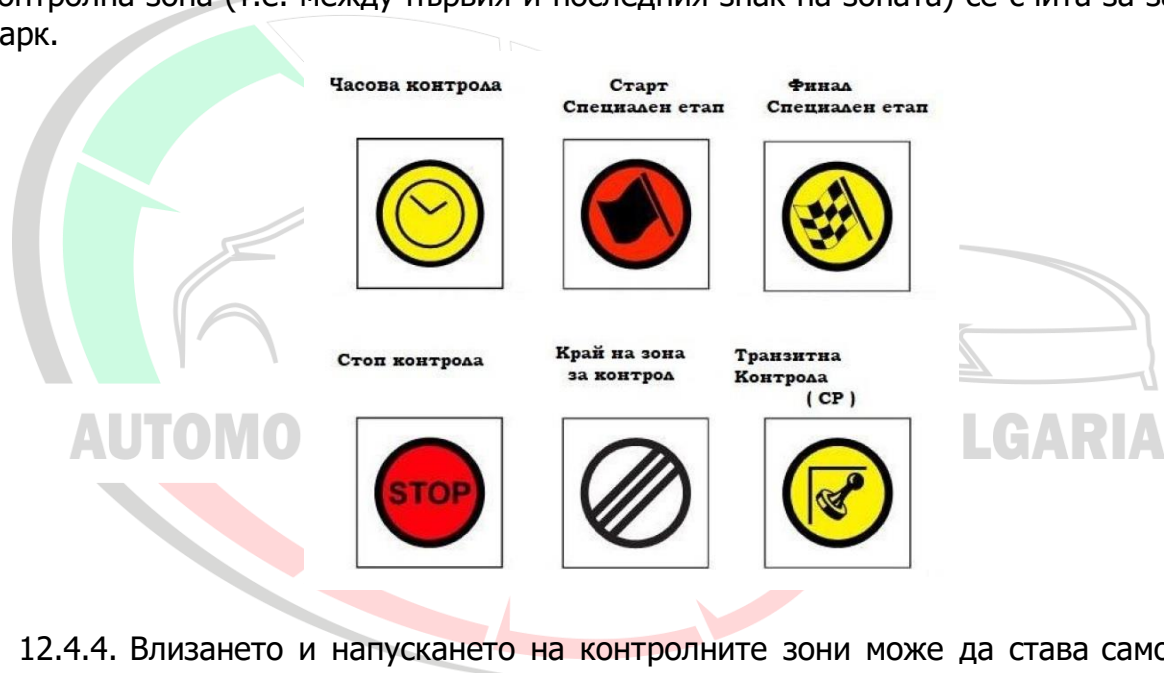 контролна зона (т.е. между първия и последния знак на зоната) се счита за
парк.
Часова контрола
Старт
Специален етап
Финал
Специален етап
Стоп контрола
Край на зона
за контрол
Транзитна
Контрола
( CP )
STOP
AUTOMO LGARIA
12.4.4. Влизането и напускането на контролните зони може да става само